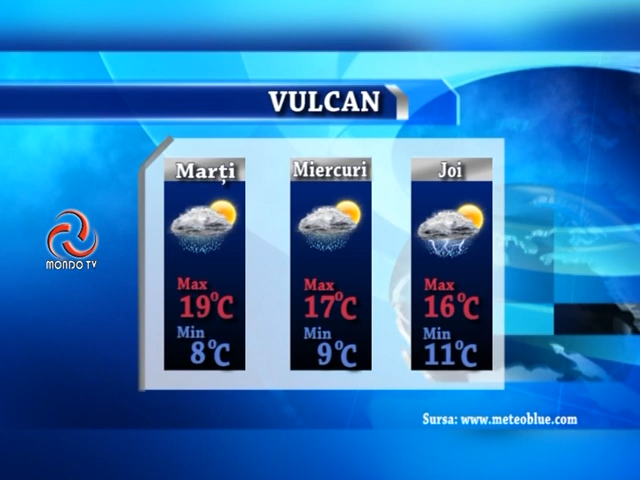 VULCAN
Marți Miercuri Joi
Max Max Max
19°C 17°C 16°C
Min Min Min
8°C 9°C 11°C
MONDO TV
Sursa: www.meteoblue.com